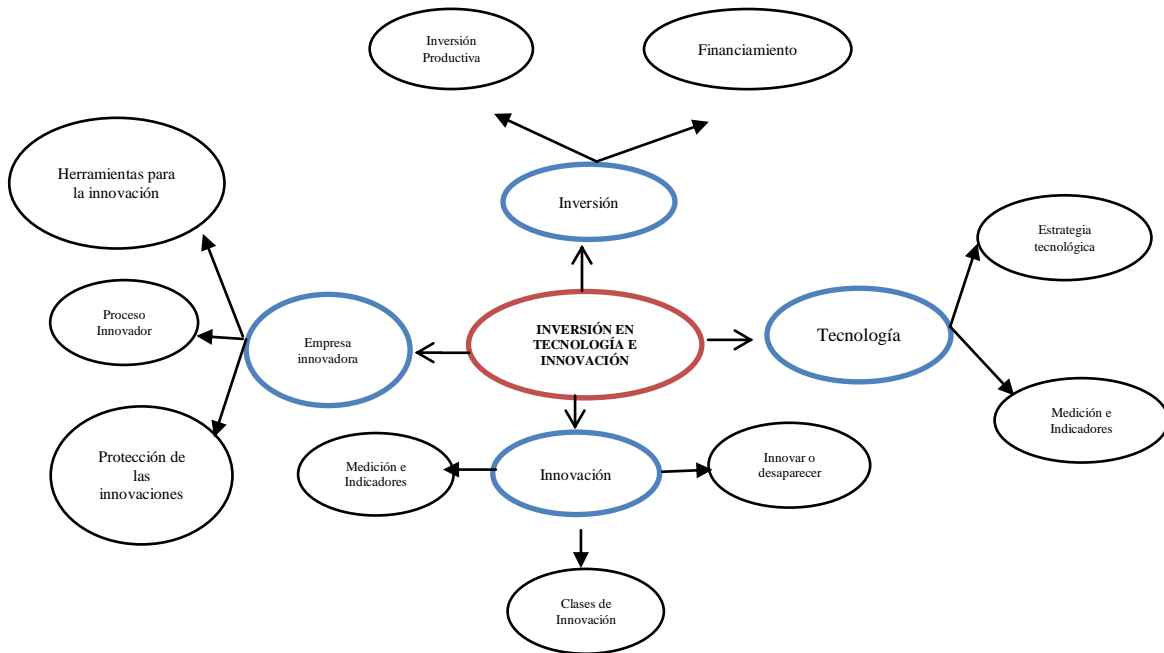 Inversión
Productiva
Financiamiento
Herramientas para
la innovación
Inversión
Estrategia
tecnológica
Proceso
Innovador
Empresa
innovadora
INVERSIÓN EN
TECNOLOGÍA E
INNOVACIÓN
Tecnología
Medición e
Indicadores
Protección de
las
innovaciones
Medición e
Indicadores
Innovación
Innovar o
desaparecer
Clases de
Innovación